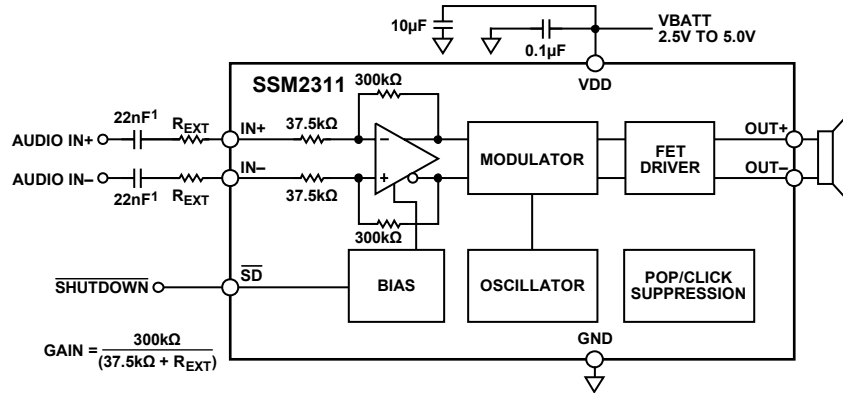 10µF
0.1µF
VBATT
2.5V TO 5.0V
VDD
SSM2311
300kΩ
22nF1
REXT
IN+
37.5kΩ
AUDIO IN+
AUDIO IN–
22nF1
REXT
IN–
37.5kΩ
–
+
300kΩ
MODULATOR
FET
DRIVER
OUT+
OUT–
SHUTDOWN
SD
BIAS
OSCILLATOR
POP/CLICK
SUPPRESSION
GND
GAIN = 300kΩ
(37.5kΩ + REXT)